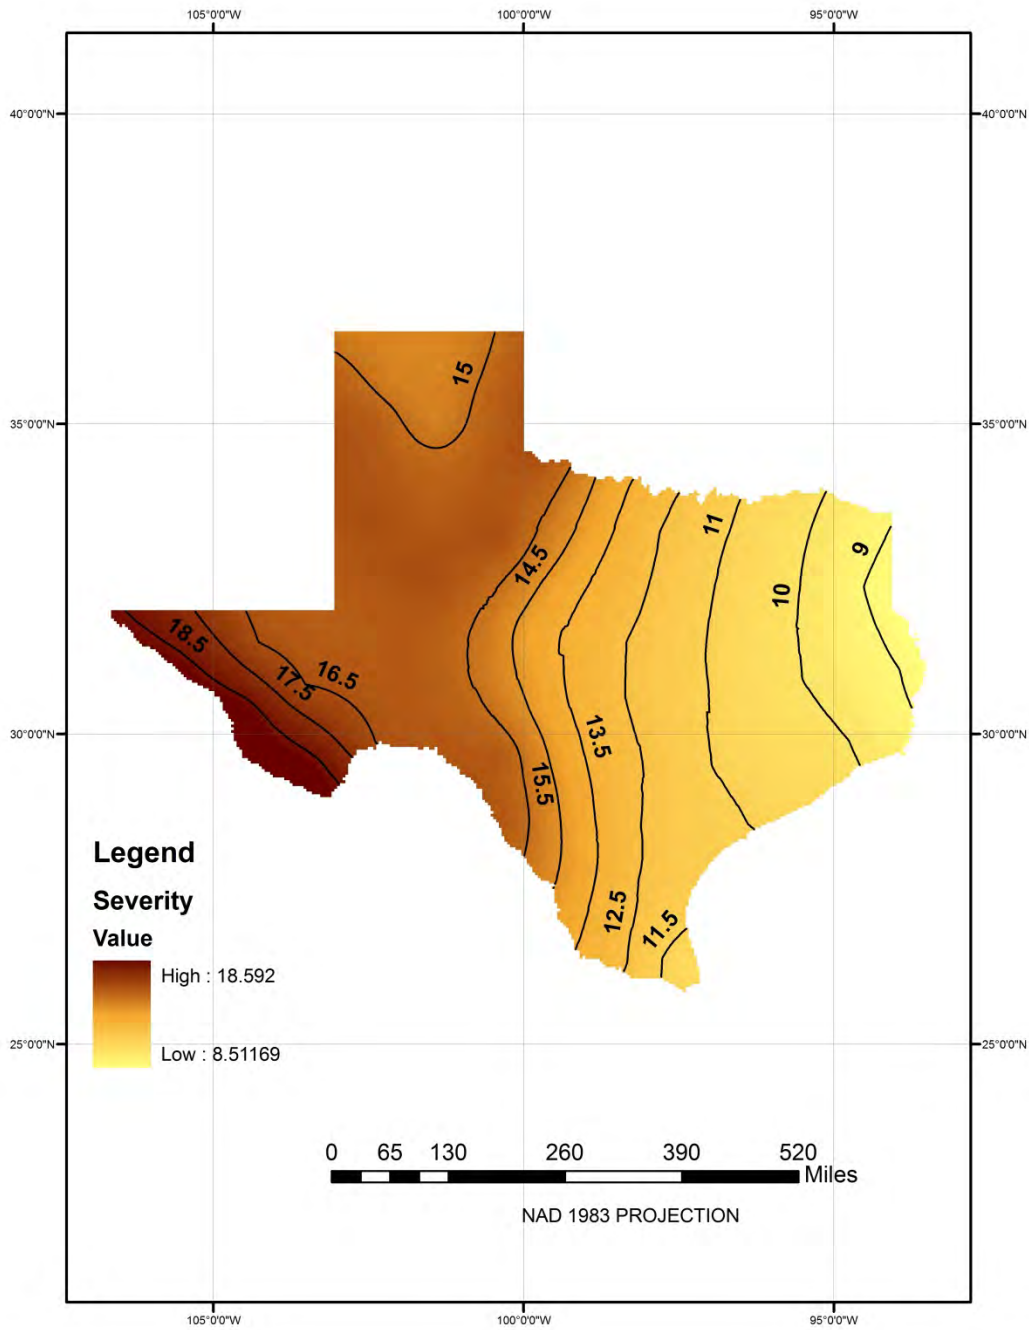 105°0'0"W 100°0'0"W 95°0'0"W
40°0'0"N 40°0'0"N
15
35°0'0"N 35°0'0"N
11
9
14.5
10
18.5
16.5
17.5
30°0'0"N 30°0'0"N
13.5
15.5
Legend
Severity
12.5
11.5
Value
High : 18.592
Low : 8.51169
25°0'0"N 25°0'0"N
0 65 130 260 390 520
Miles
NAD 1983 PROJECTION
105°0'0"W 100°0'0"W 95°0'0"W